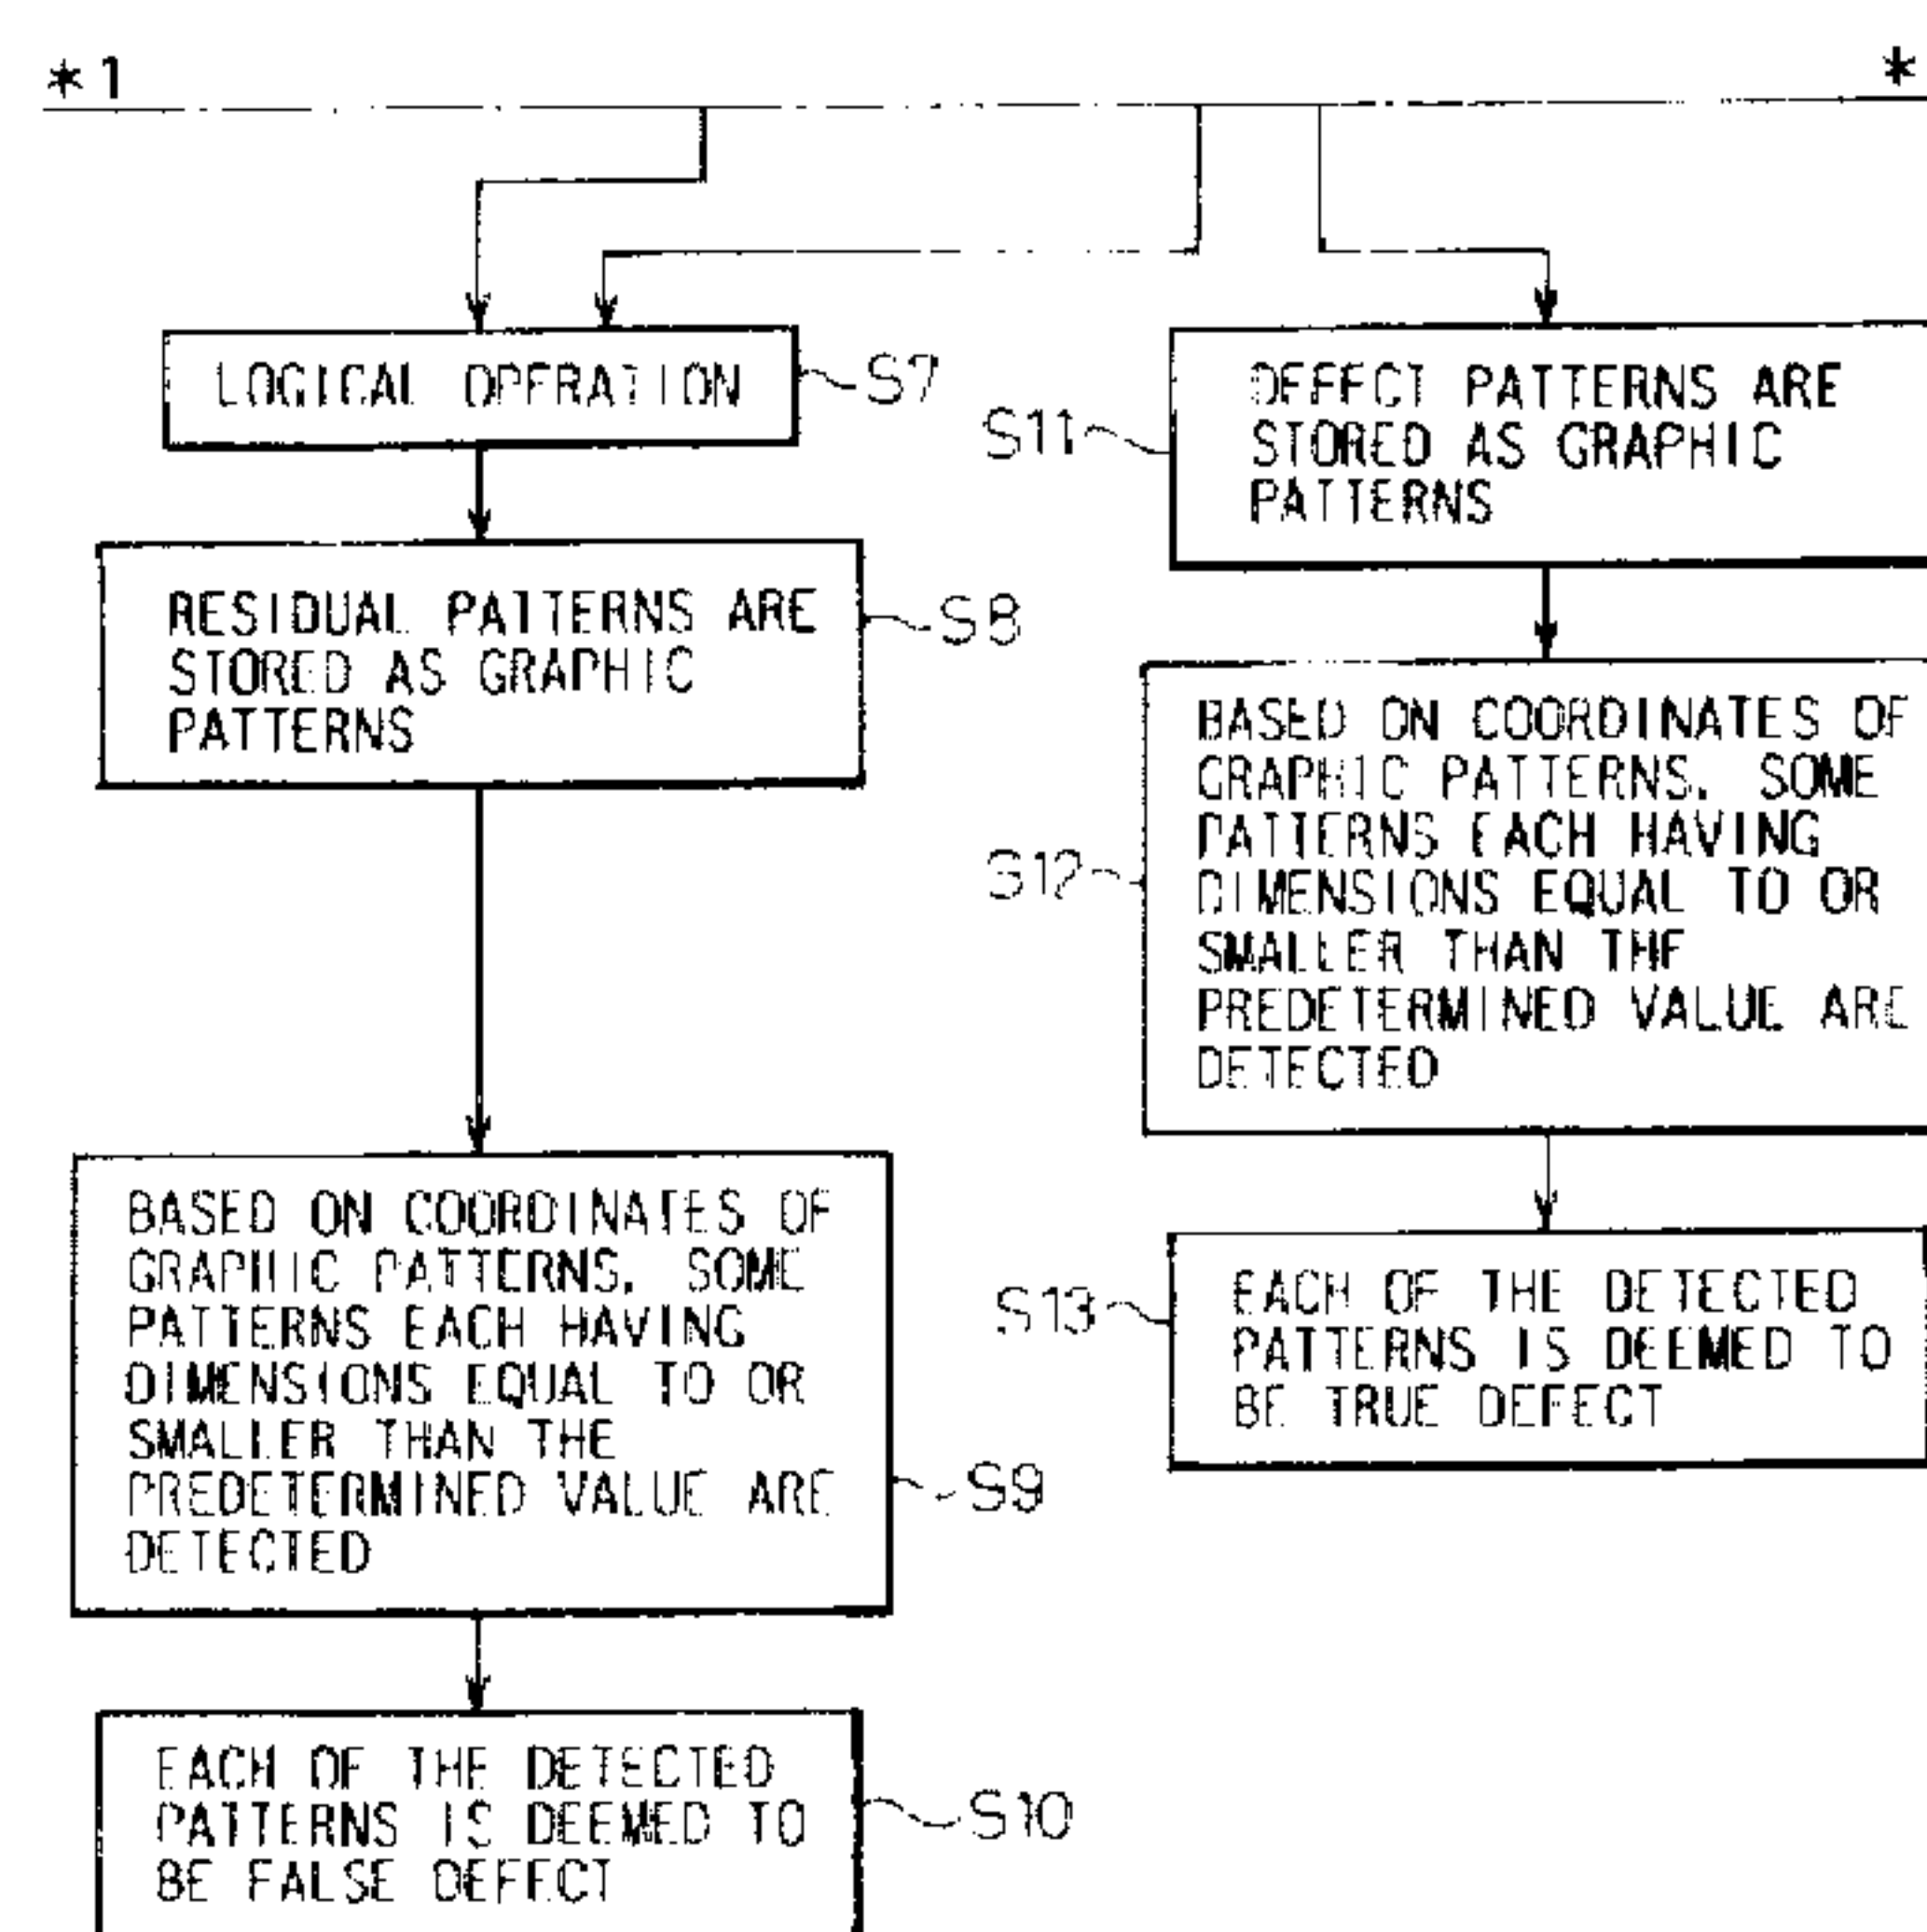 *1
*
LOGICAL OPERATION
S7
RESIDUAL PATTERNS ARE
STORED AS GRAPHIC
PATTERNS
S8
BASED ON COORDINATES OF
GRAPHIC PATTERNS, SOME
PATTERNS EACH HAVING
DIMENSIONS EQUAL TO OR
SMALLER THAN THE
PREDETERMINED VALUE ARE
DETECTED
S9
EACH OF THE DETECTED
PATTERNS IS DEEMED TO
BE FALSE DEFECT
S10
S11
DEFECT PATTERNS ARE
STORED AS GRAPHIC
PATTERNS
S12
BASED ON COORDINATES OF
GRAPHIC PATTERNS, SOME
PATTERNS EACH HAVING
DIMENSIONS EQUAL TO OR
SMALLER THAN THE
PREDETERMINED VALUE ARE
DETECTED
S13
EACH OF THE DETECTED
PATTERNS IS DEEMED TO
BE TRUE DEFECT